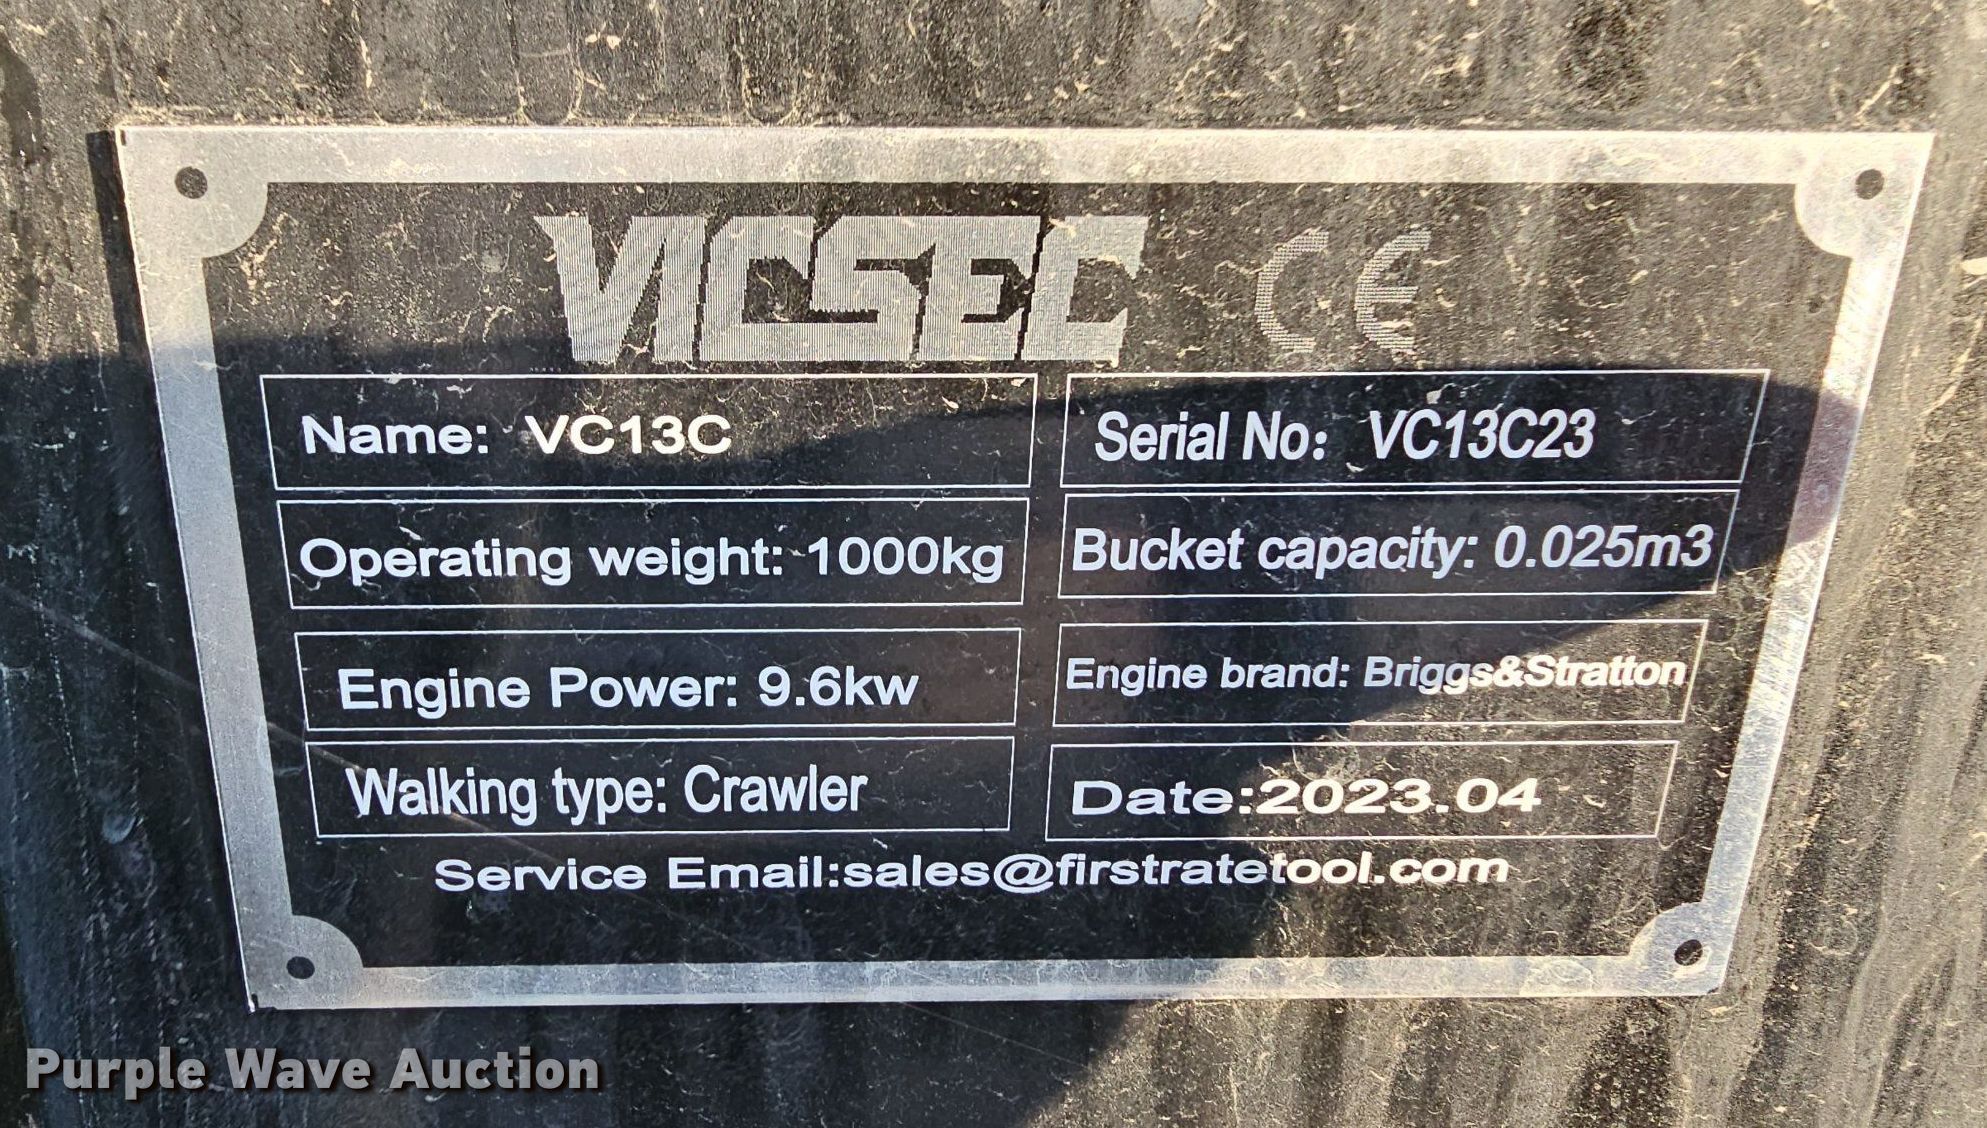 VICSEC CE
Name: VC13C
Serial No: VC13C23
Operating weight: 1000kg
Bucket capacity: 0.025m3
Engine Power: 9.6kw
Engine brand: Briggs&Stratton
Walking type: Crawler
Date:2023.04
Service Email:sales@firstratetool.com
Purple Wave Auction